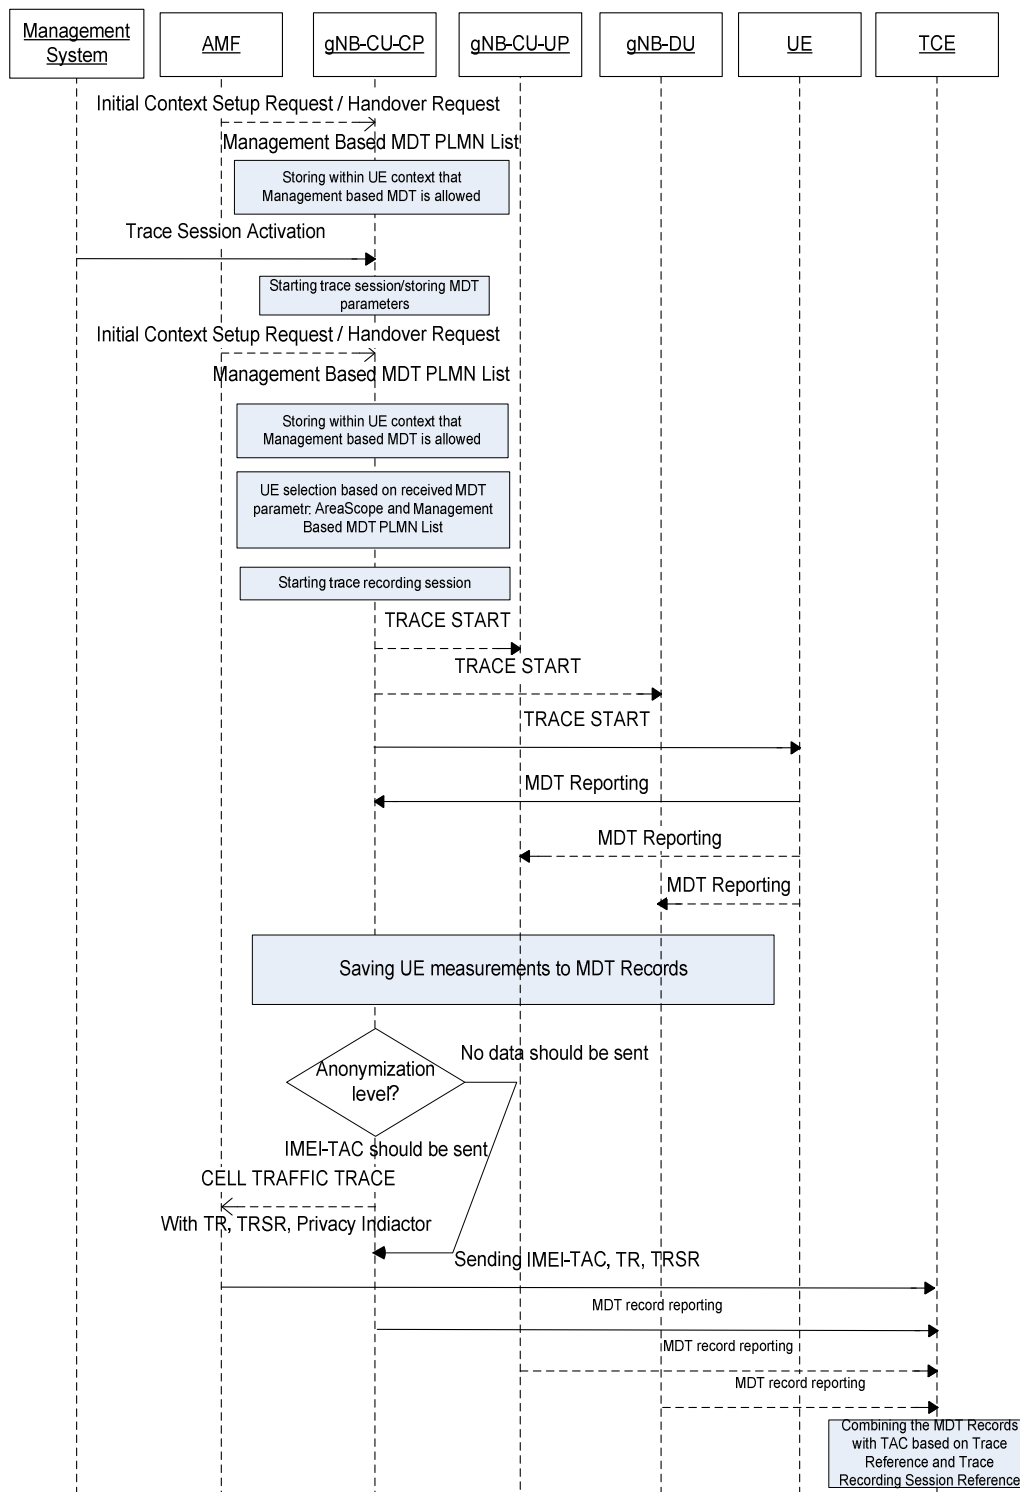 Management
System
AMF
gNB-CU-CP
gNB-CU-UP
gNB-DU
UE
TCE
Initial Context Setup Request / Handover Request
Management Based MDT PLMN List
Storing within UE context that
Management based MDT is allowed
Trace Session Activation
Starting trace session/storing MDT
parameters
Initial Context Setup Request / Handover Request
Management Based MDT PLMN List
Storing within UE context that
Management based MDT is allowed
UE selection based on received MDT
parametr: AreaScope and Management
Based MDT PLMN List
Starting trace recording session
TRACE START
TRACE START
TRACE START
MDT Reporting
MDT Reporting
MDT Reporting
Saving UE measurements to MDT Records
No data should be sent
Anonymization
level?
IMEI-TAC should be sent
CELL TRAFFIC TRACE
With TR, TRSR, Privacy Indiactor
Sending IMEI-TAC, TR, TRSR
MDT record reporting
MDT record reporting
MDT record reporting
Combining the MDT Records
with TAC based on Trace
Reference and Trace
Recording Session Reference